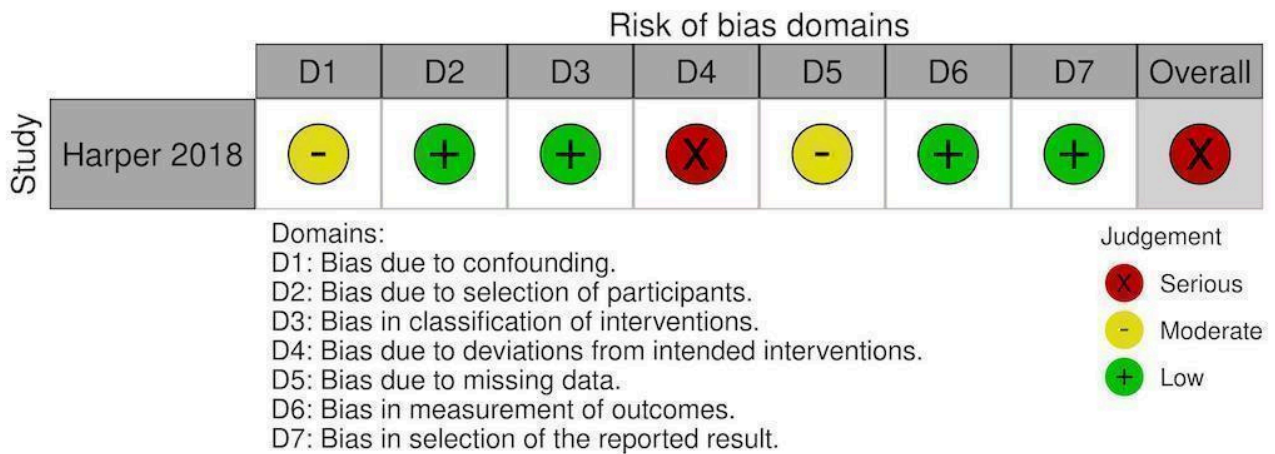 Risk of bias domains
D1 D2 D3 D4 D5 D6 D7 Overall
Study
Harper 2018 - + + X - + + X
Domains:
D1: Bias due to confounding.
D2: Bias due to selection of participants.
D3: Bias in classification of interventions.
D4: Bias due to deviations from intended interventions.
D5: Bias due to missing data.
D6: Bias in measurement of outcomes.
D7: Bias in selection of the reported result.
Judgement
X Serious
- Moderate
+ Low